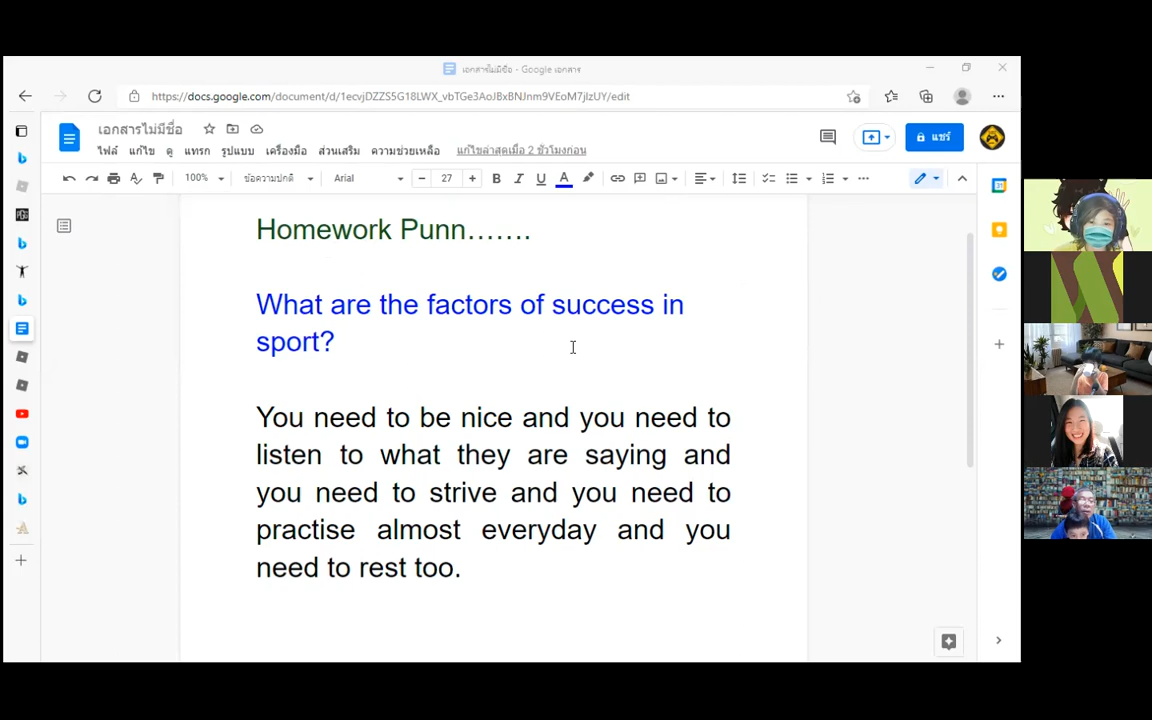 เอกสารไม่มีชื่อ - Google เอกสาร
https://docs.google.com/document/d/1ecvjDZZS5G18LWX_vbTGe3AoJBxBNJnm9VEoM7jIzUY/edit
เอกสารไม่มีชื่อ
แชร์
ไฟล์ แก้ไข ดู แทรก รูปแบบ เครื่องมือ ส่วนเสริม ความช่วยเหลือ แก้ไขล่าสุดเมื่อ 2 ชั่วโมงก่อน
100% ข้อความปกติ Arial 27 B I U A
Homework Punn…….
What are the factors of success in
sport?
You need to be nice and you need to
listen to what they are saying and
you need to strive and you need to
practise almost everyday and you
need to rest too.